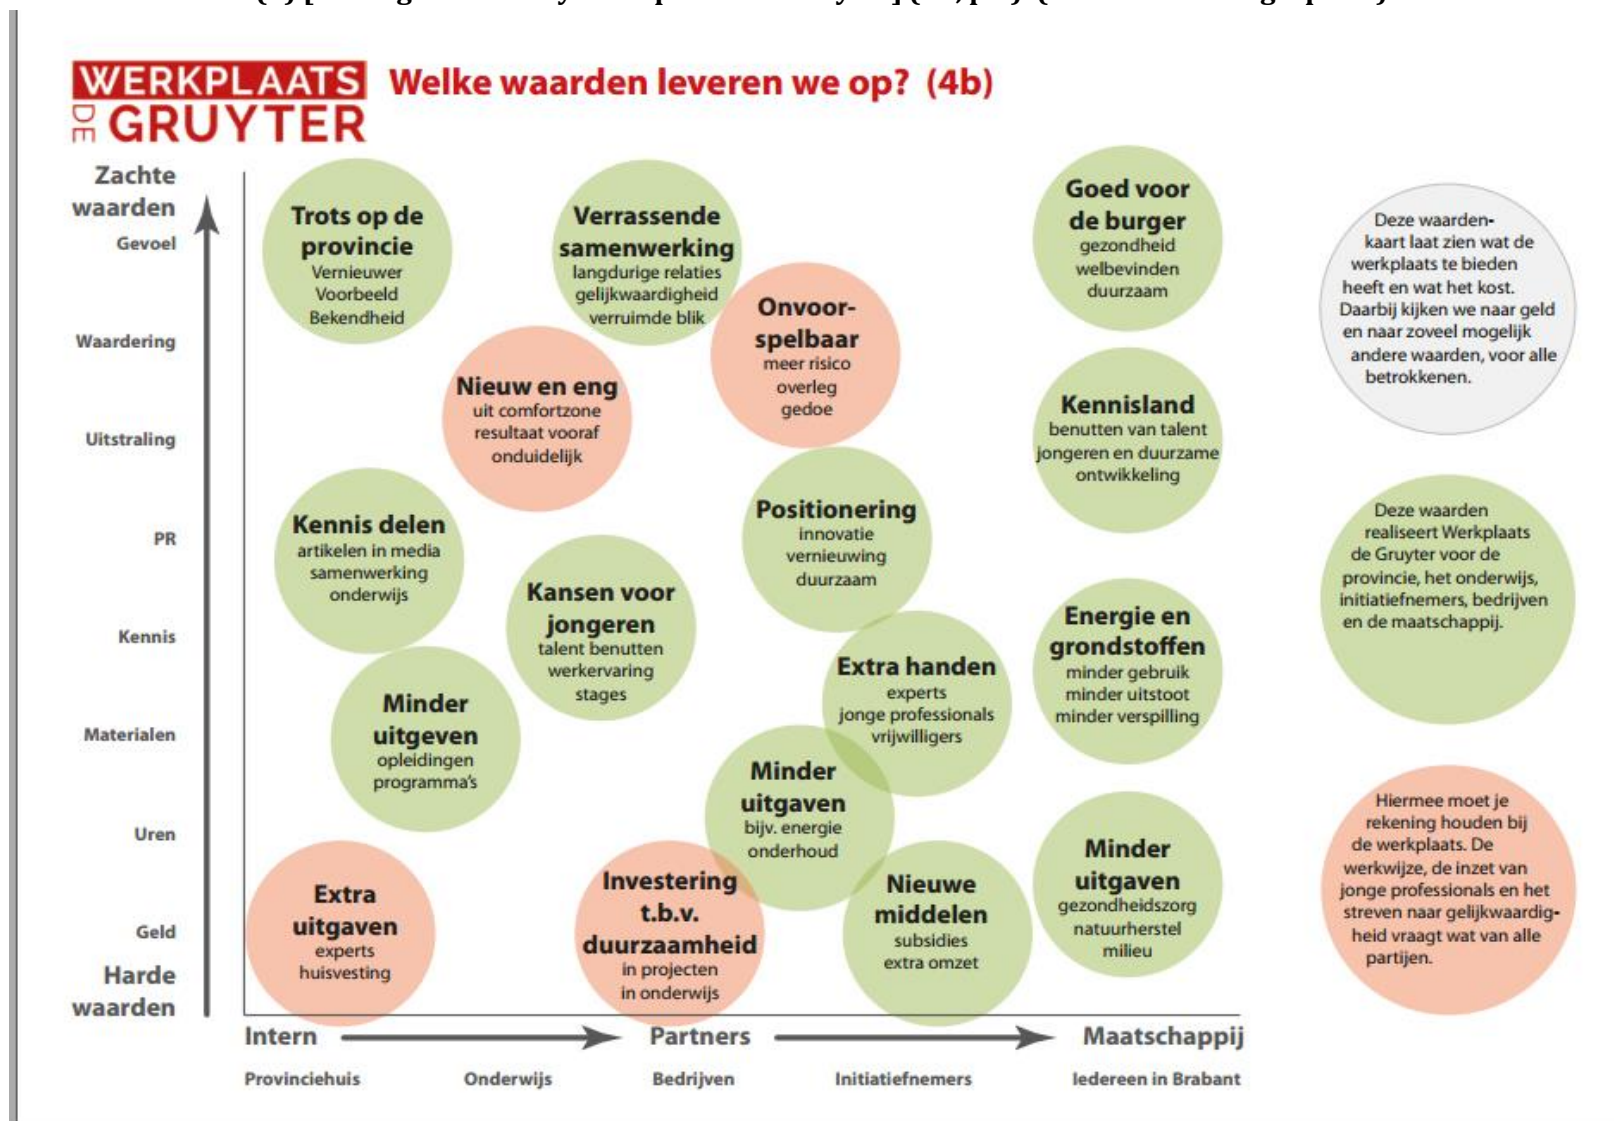 WERKPLAATS
DE GRUYTER
Welke waarden leveren we op? (4b)
Zachte
waarden
Gevoel
Waardering
Uitstraling
PR
Kennis
Materialen
Uren
Geld
Harde
waarden
Trots op de
provincie
Vernieuwer
Voorbeeld
Bekendheid
Verrassende
samenwerking
langdurige relaties
gelijkwaardigheid
verruimde blik
Goed voor
de burger
gezondheid
welbevinden
duurzaam
Onvoor-
spelbaar
meer risico
overleg
gedoe
Nieuw en eng
uit comfortzone
resultaat vooraf
onduidelijk
Kennisland
benutten van talent
jongeren en duurzame
ontwikkeling
Kennis delen
artikelen in media
samenwerking
onderwijs
Positionering
innovatie
vernieuwing
duurzaam
Kansen voor
jongeren
talent benutten
werkervaring
stages
Energie en
grondstoffen
minder gebruik
minder uitstoot
minder verspilling
Extra handen
experts
jonge professionals
vrijwilligers
Minder
uitgeven
opleidingen
programma's
Minder
uitgaven
bijv. energie
onderhoud
Minder
uitgaven
gezondheidszorg
natuurherstel
milieu
Extra
uitgaven
experts
huisvesting
Investering
t.b.v.
duurzaamheid
in projecten
in onderwijs
Nieuwe
middelen
subsidies
extra omzet
Intern
Partners
Maatschappij
Provinciehuis
Onderwijs
Bedrijven
Initiatiefnemers
Iedereen in Brabant
Deze waarden-
kaart laat zien wat de
werkplaats te bieden
heeft en wat het kost.
Daarbij kijken we naar geld
en naar zoveel mogelijk
andere waarden, voor alle
betrokkenen.
Deze waarden
realiseert Werkplaats
de Gruyter voor de
provincie, het onderwijs,
initiatiefnemers, bedrijven
en de maatschappij.
Hiermee moet je
rekening houden bij
de werkplaats. De
werkwijze, de inzet van
jonge professionals en het
streven naar gelijkwaardig-
heid vraagt wat van alle
partijen.